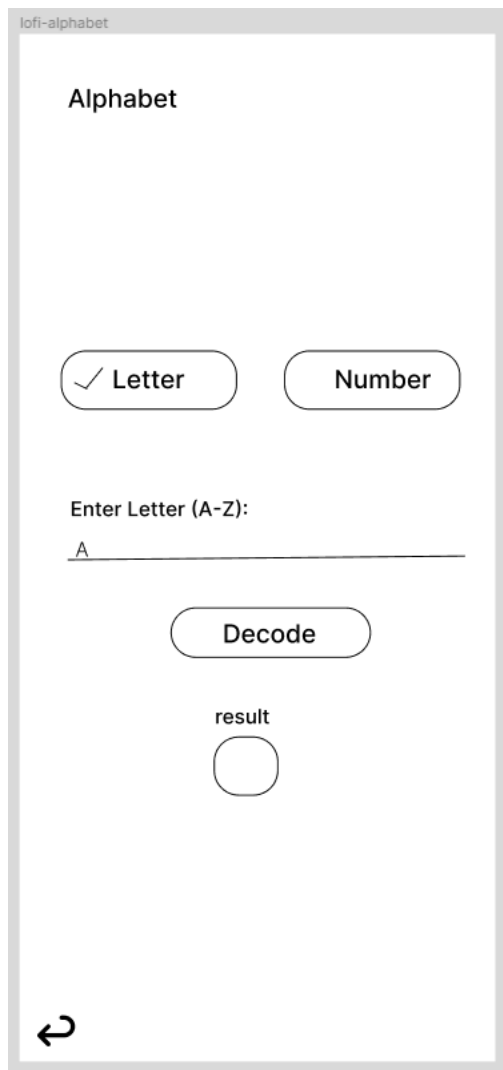 lofi-alphabet
Alphabet
Letter
Number
Enter Letter (A-Z):
A
Decode
result